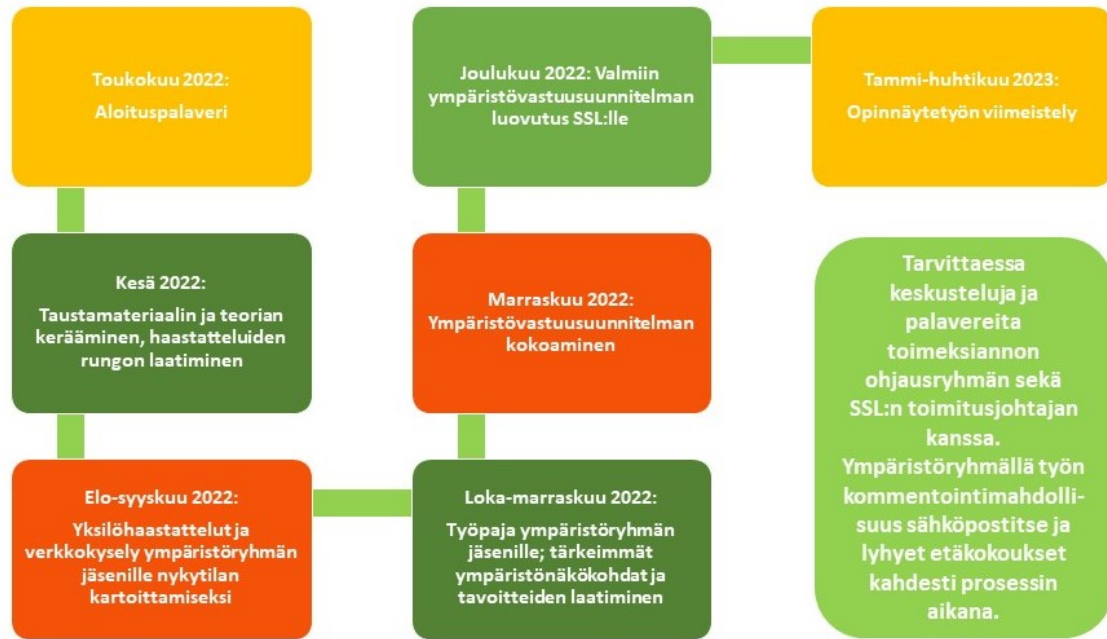 Toukokuu 2022:
Aloituspalaveri
Kesä 2022:
Taustamateriaalin ja teorian
kerääminen, haastatteluiden
rungon laatiminen
Elo-syyskuu 2022:
Yksilöhaastattelut ja
verkkokysely ympäristöryhmän
jäsenille nykytilan
kartoittamiseksi
Loka-marraskuu 2022:
Työpaja ympäristöryhmän
jäsenille; tärkeimmät
ympäristönäkökohdat ja
tavoitteiden laatiminen
Marraskuu 2022:
Ympäristövastuusuunnitelman
kokoaminen
Joulukuu 2022: Valmiin
ympäristövastuusuunnitelman
luovutus SSL:lle
Tammi-huhtikuu 2023:
Opinnäytetyön viimeistely
Tarvittaessa
keskusteluja ja
palavereita
toimeksiannon
ohjausryhmän sekä
SSL:n toimitusjohtajan
kanssa.
Ympäristöryhmällä työn
kommentointimahdolli-
suus sähköpostitse ja
lyhyet etäkokoukset
kahdesti prosessin
aikana.